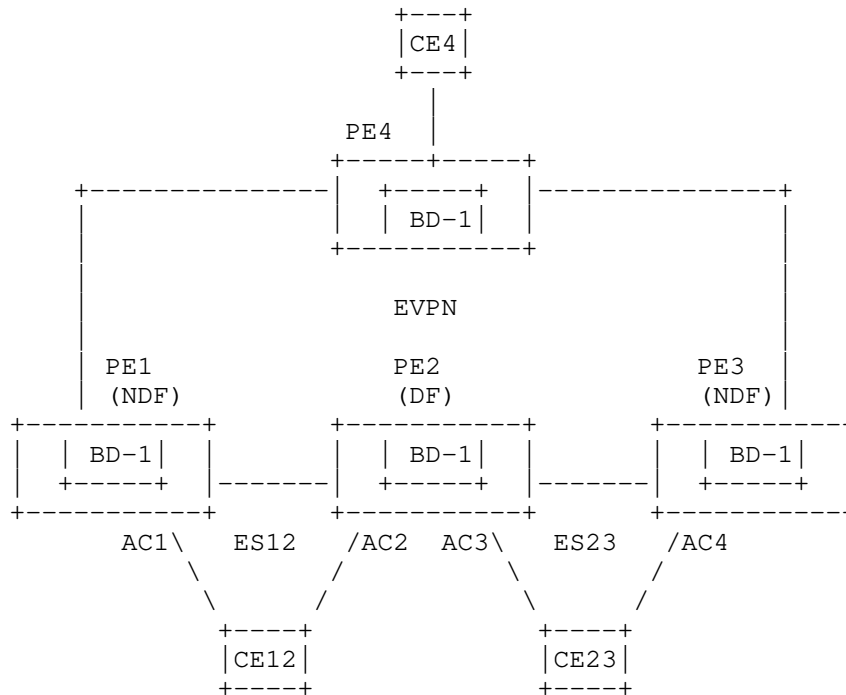 CE4
PE4
BD-1
EVPN
PE1 PE2 PE3
(NDF) (DF) (NDF)
BD-1 BD-1 BD-1
AC1 ES12 AC2 AC3 ES23 AC4
CE12 CE23